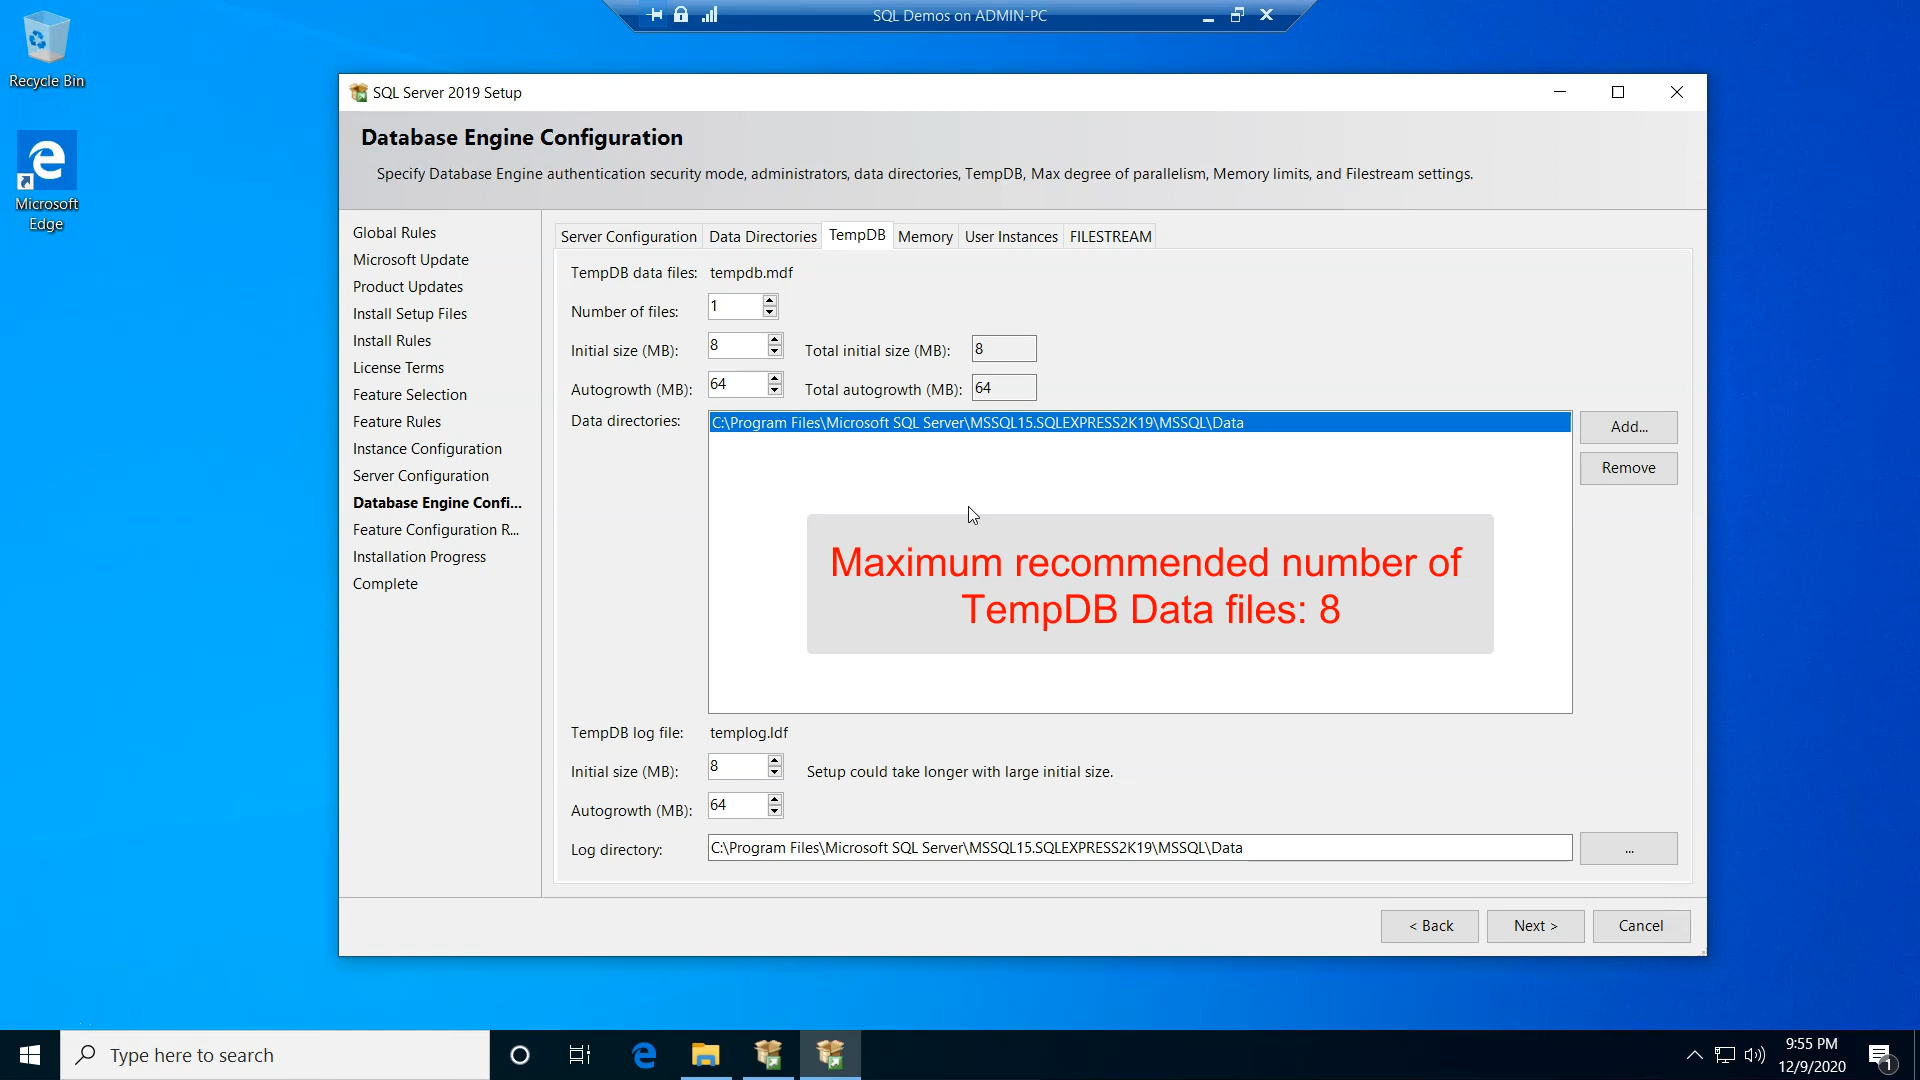 SQL Demos on ADMIN-PC
Recycle Bin
Microsoft
Edge
SQL Server 2019 Setup
Database Engine Configuration
Specify Database Engine authentication security mode, administrators, data directories, TempDB, Max degree of parallelism, Memory limits, and Filestream settings.
Global Rules
Microsoft Update
Product Updates
Install Setup Files
Install Rules
License Terms
Feature Selection
Feature Rules
Instance Configuration
Server Configuration
Database Engine Confi...
Feature Configuration R...
Installation Progress
Complete
Server Configuration Data Directories TempDB Memory User Instances FILESTREAM
TempDB data files: tempdb.mdf
Number of files: 1
Initial size (MB): 8 Total initial size (MB): 8
Autogrowth (MB): 64 Total autogrowth (MB): 64
Data directories: C:\Program Files\Microsoft SQL Server\MSSQL15.SQLEXPRESS2K19\MSSQL\Data Add...
Remove
Maximum recommended number of
TempDB Data files: 8
TempDB log file: templog.ldf
Initial size (MB): 8 Setup could take longer with large initial size.
Autogrowth (MB): 64
Log directory: C:\Program Files\Microsoft SQL Server\MSSQL15.SQLEXPRESS2K19\MSSQL\Data ...
< Back Next > Cancel
Type here to search
9:55 PM
12/9/2020
1